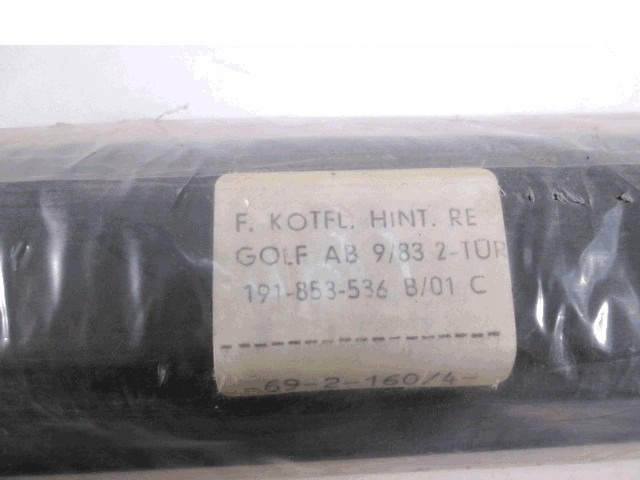 F. KOTFL. HINT. RE
GOLF AB 9/83 2-TÜR
191-853-536 B/01 C
-69-2-160/4-